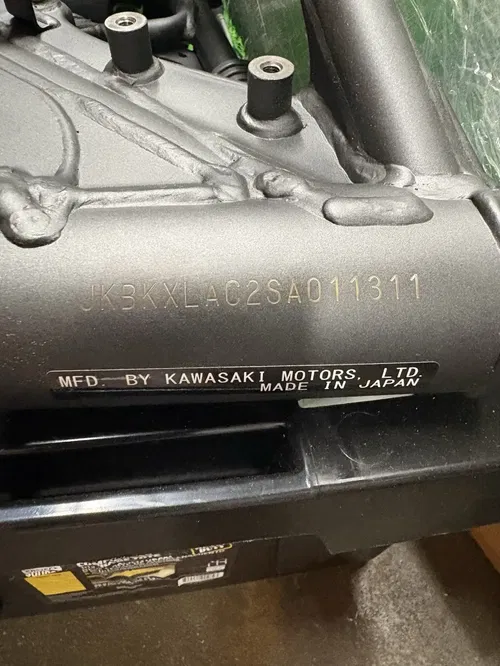 JKBKXLAC2SA011311
MFD. BY KAWASAKI MOTORS, LTD.
MADE IN JAPAN